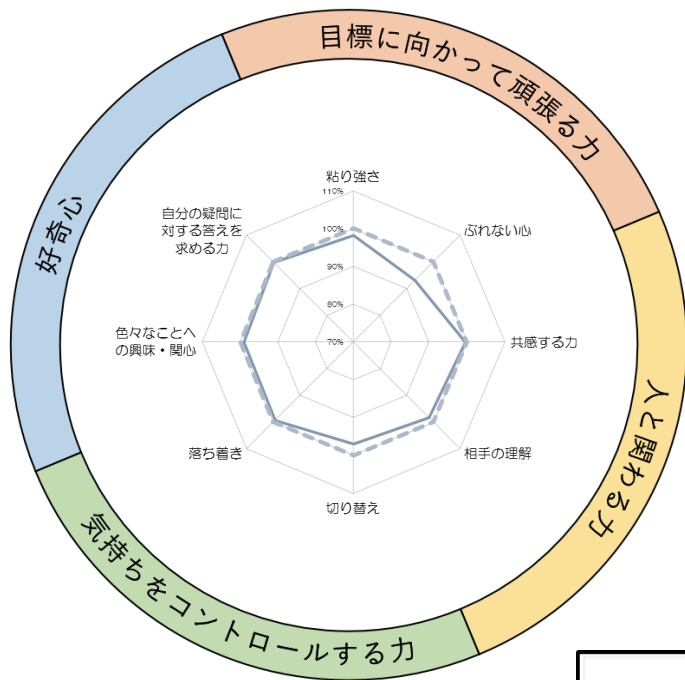 目標に向かって頑張る力
好奇心
粘り強さ
自分の疑問に
対する答えを
求める力
ぶれない心
110%
100%
90%
80%
70%
色々なことへ
の興味・関心
共感する力
人と関わる力
落ち着き
相手の理解
切り替え
気持ちをコントロールする力